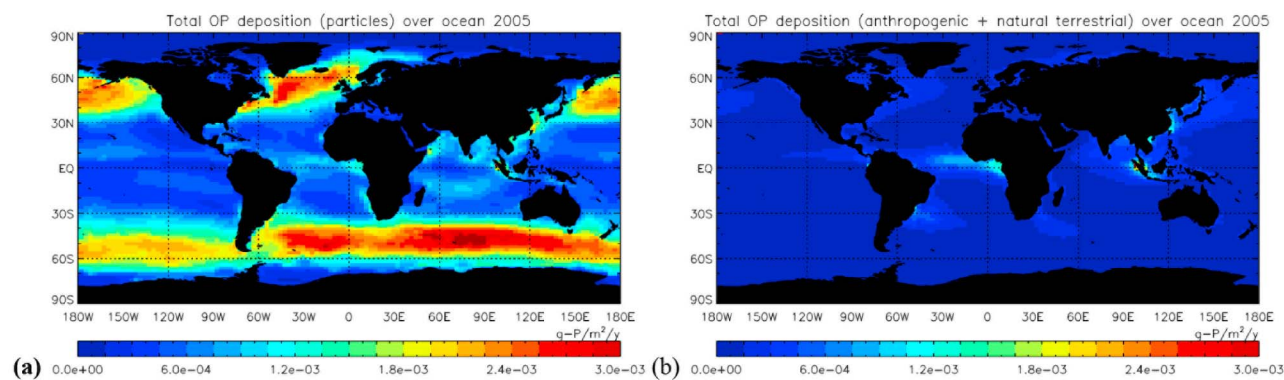 Total OP deposition (particles) over ocean 2005
90N
60N
30N
EQ
30S
60S
90S
180W 150W 120W 90W 60W 30W 0 30E 60E 90E 120E 150E 180E
g-P/m²/y
(a)
0.0e+00 6.0e-04 1.2e-03 1.8e-03 2.4e-03 3.0e-03
Total OP deposition (anthropogenic + natural terrestrial) over ocean 2005
90N
60N
30N
EQ
30S
60S
90S
180W 150W 120W 90W 60W 30W 0 30E 60E 90E 120E 150E 180E
g-P/m²/y
(b)
0.0e+00 6.0e-04 1.2e-03 1.8e-03 2.4e-03 3.0e-03